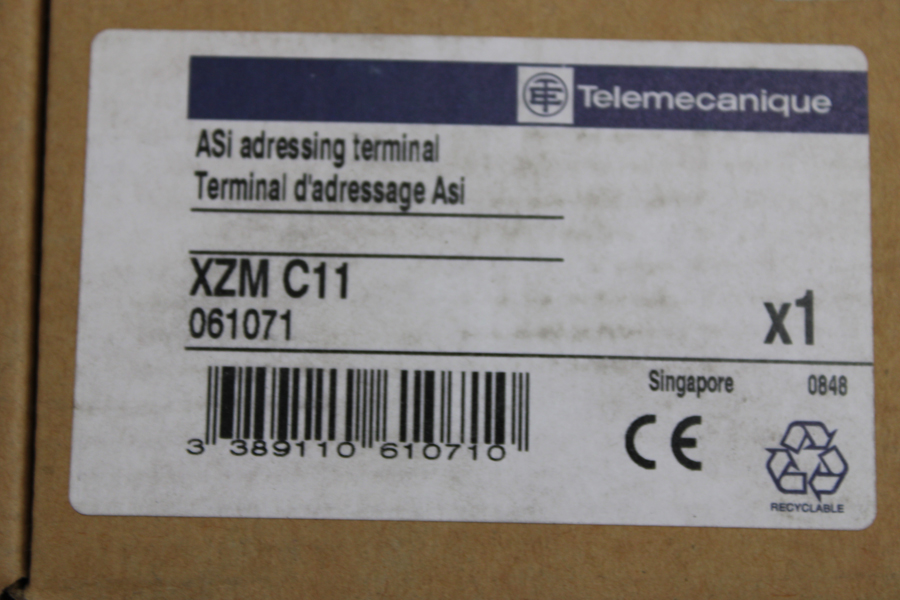 Telemecanique
ASi adressing terminal
Terminal d'adressage Asi
XZM C11
061071
x1
Singapore 0848
3 389110 610710
CE
RECYCLABLE